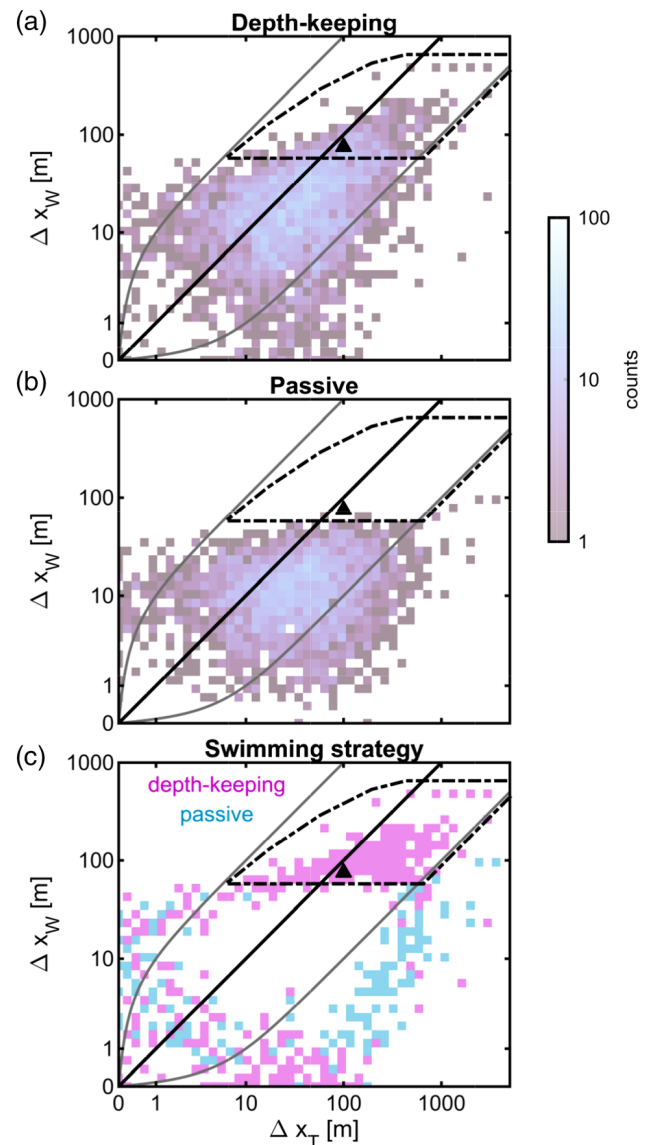 (a) Depth-keeping
1000
100
10
1
0
Δ x_W [m]
100
10
1
counts
(b) Passive
1000
100
10
1
0
Δ x_W [m]
(c) Swimming strategy
depth-keeping
passive
1000
100
10
1
0
Δ x_W [m]
0 1 10 100 1000
Δ x_T [m]